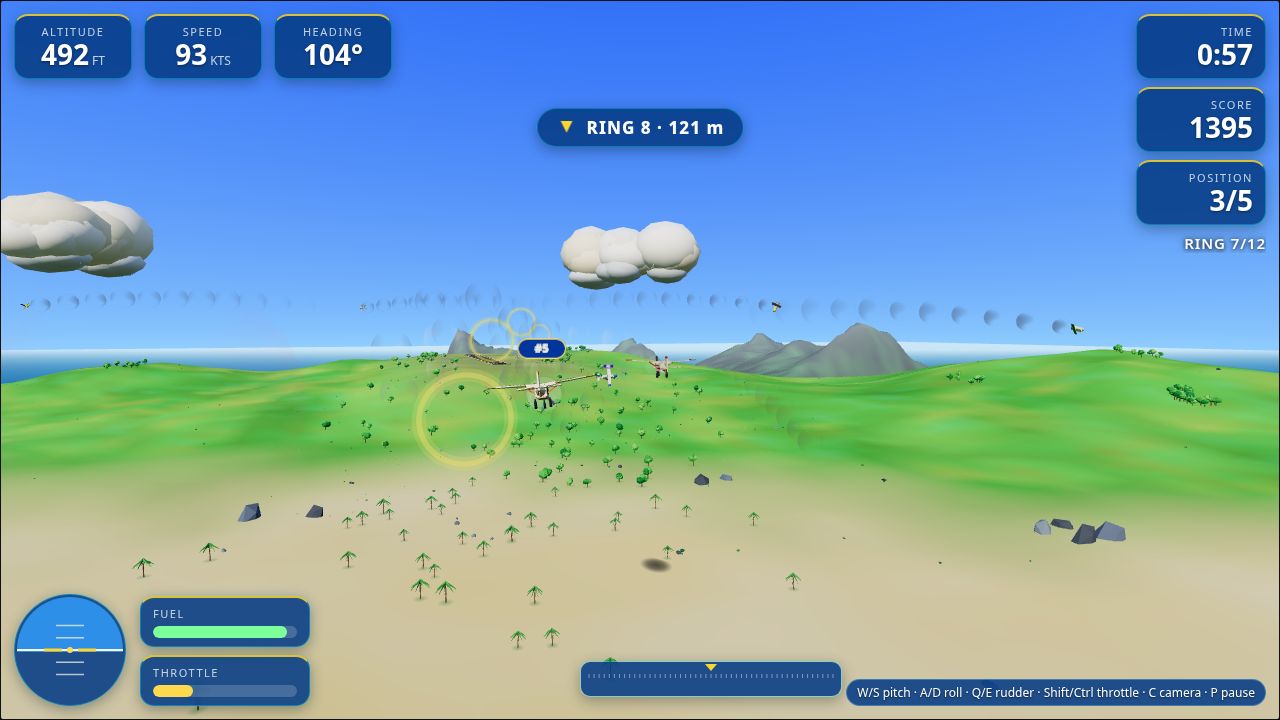 ALTITUDE
492 FT
SPEED
93 KTS
HEADING
104°
TIME
0:57
RING 8 · 121 m
SCORE
1395
POSITION
3/5
RING 7/12
#5
FUEL
THROTTLE
W/S pitch · A/D roll · Q/E rudder · Shift/Ctrl throttle · C camera · P pause